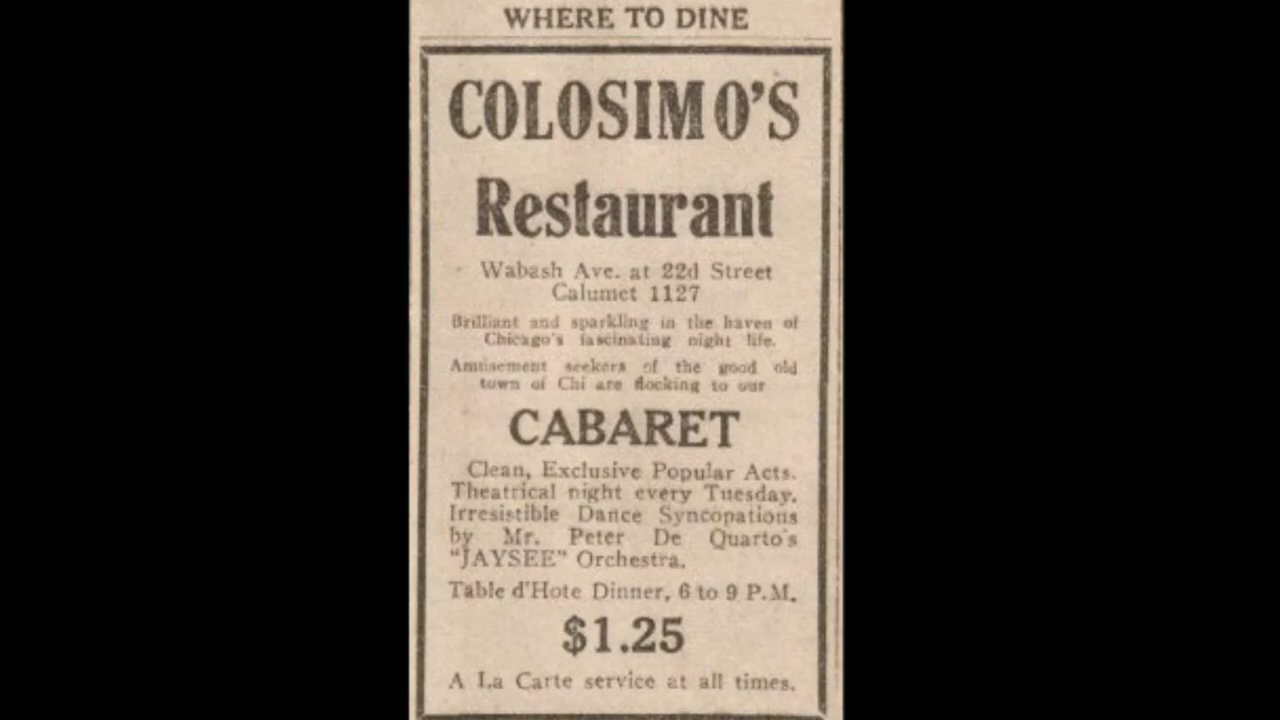 WHERE TO DINE
COLOSIMO'S
Restaurant
Wabash Ave. at 22d Street
Calumet 1127
Brilliant and sparkling in the haven of
Chicago's fascinating night life.
Amusement seekers of the good old
town of Chi are flocking to our
CABARET
Clean, Exclusive Popular Acts.
Theatrical night every Tuesday.
Irresistible Dance Syncopations
by Mr. Peter De Quarto's
"JAYSEE" Orchestra.
Table d'Hote Dinner, 6 to 9 P.M.
$1.25
A La Carte service at all times.